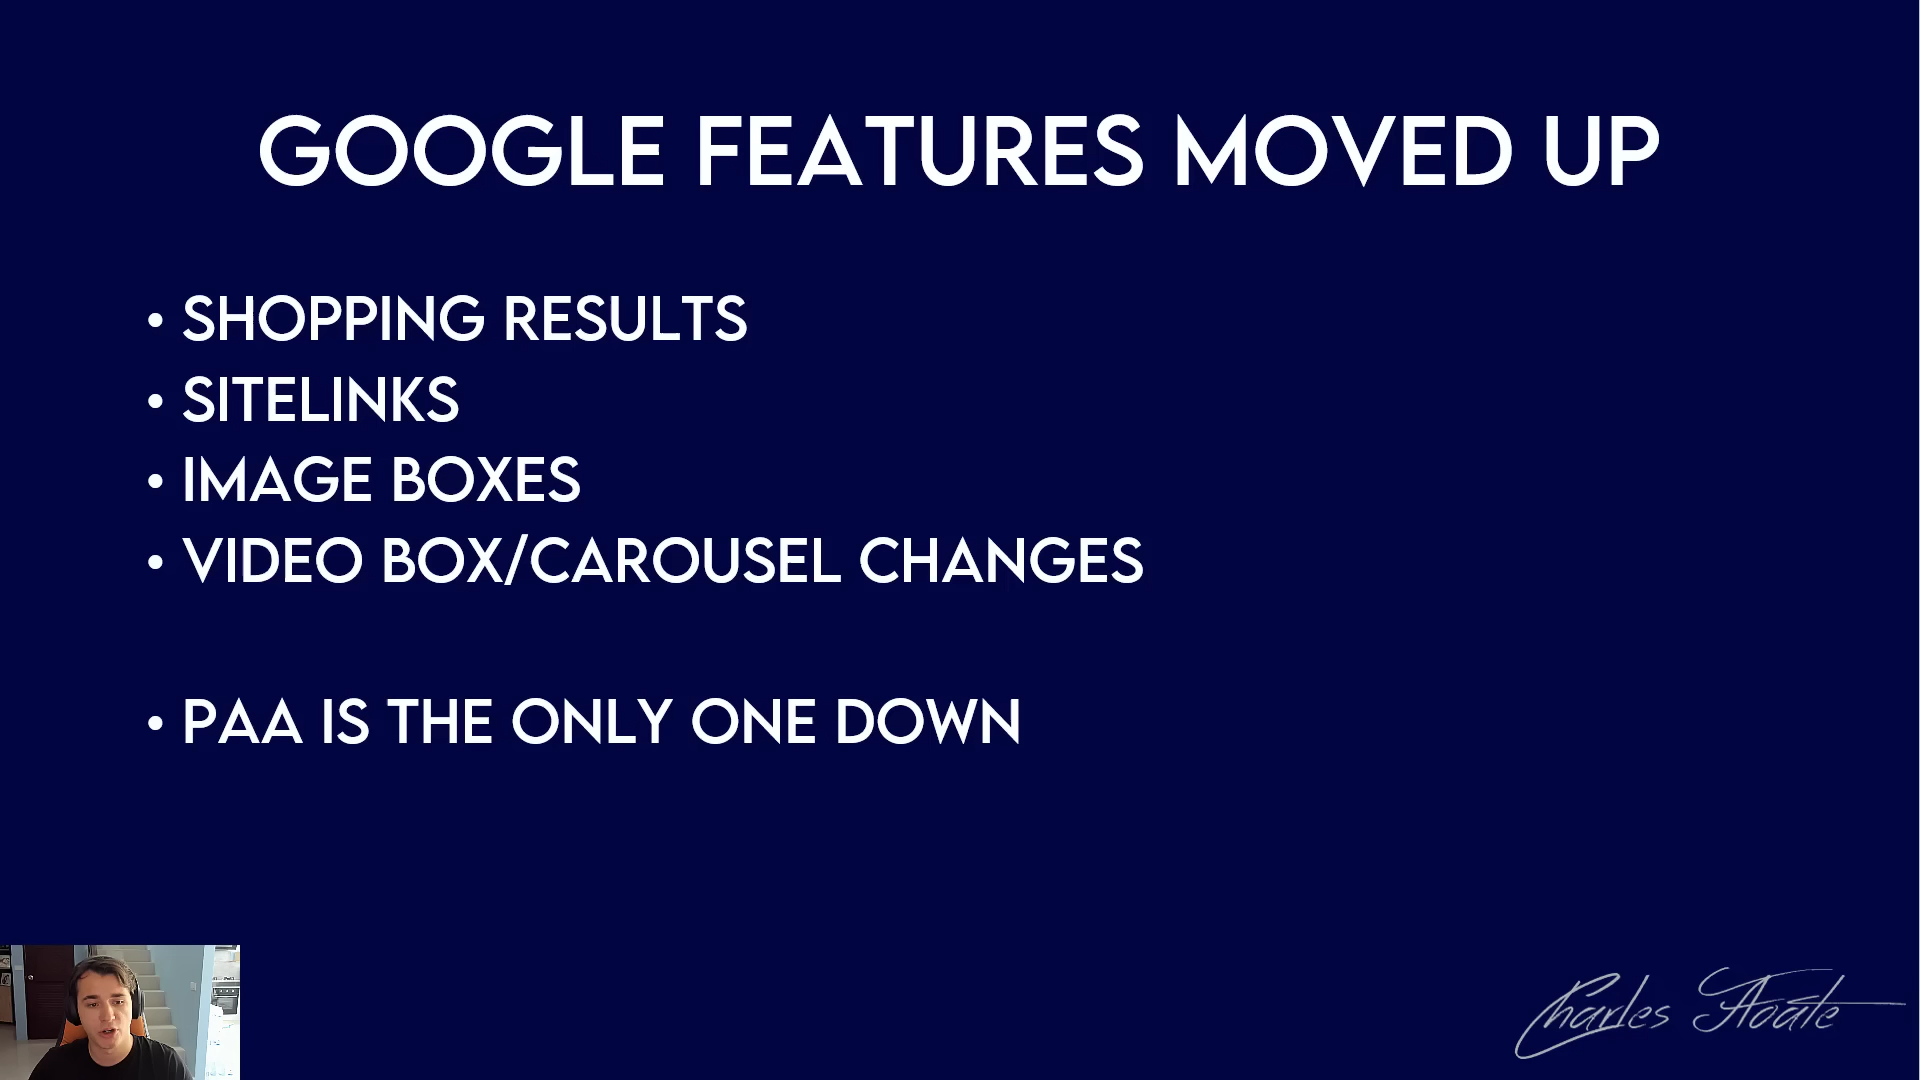 GOOGLE FEATURES MOVED UP
• SHOPPING RESULTS
• SITELINKS
• IMAGE BOXES
• VIDEO BOX/CAROUSEL CHANGES
• PAA IS THE ONLY ONE DOWN
Charles Floate